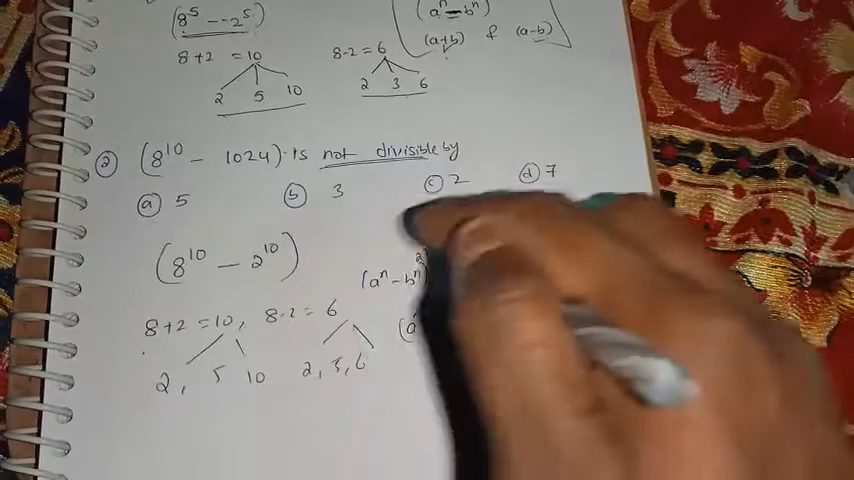 (8⁵ - - 2⁵)
(aⁿ - bⁿ)
(a+b) & (a-b)
8+2 = 10
8-2 = 6
2 5 10
2 3 6
② (8¹⁰ - 1024) is not divisible by
ⓐ 5 ⓑ 3 ⓒ 2 ⓓ 7
(8¹⁰ - 2¹⁰)
(aⁿ - bⁿ)
8+2 = 10, 8-2 = 6
2, 5 10 2, 3, 6